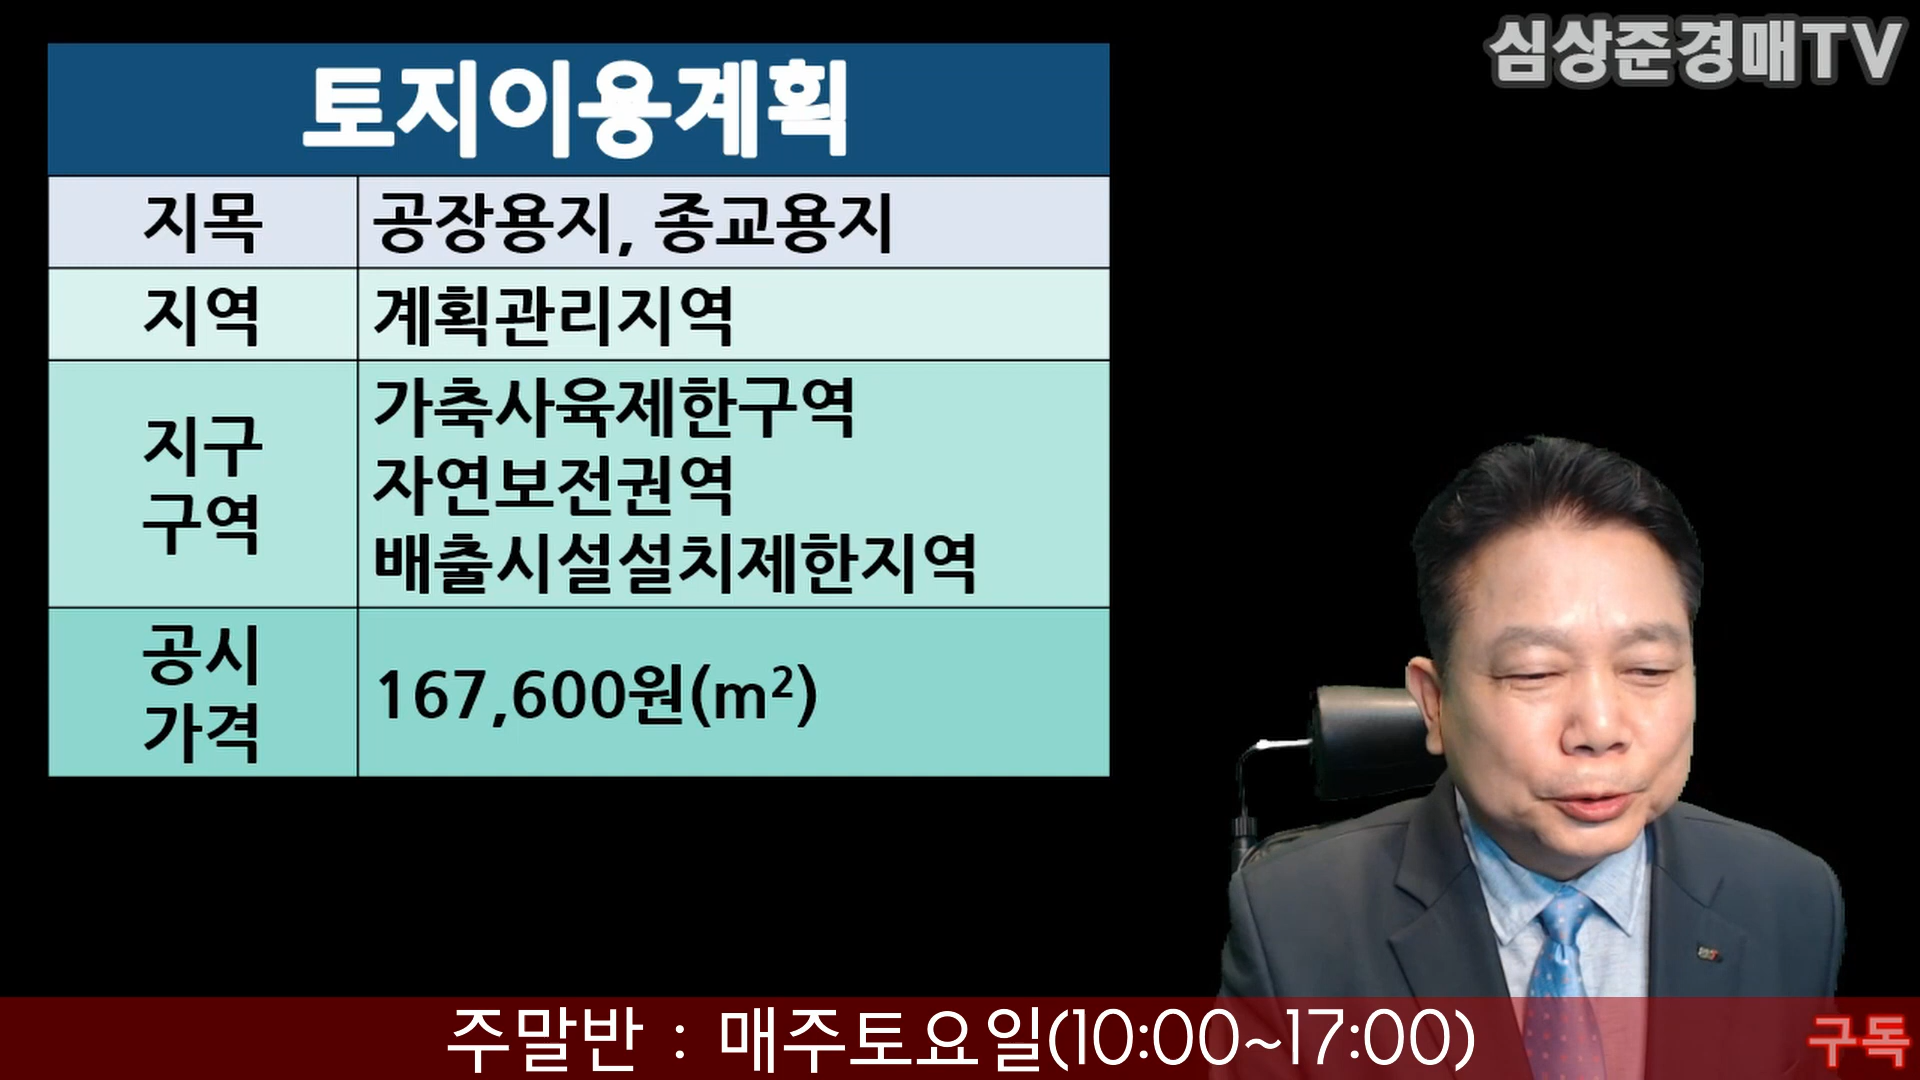 심상준경매TV
토지이용계획
지목
공장용지, 종교용지
지역
계획관리지역
지구
구역
가축사육제한구역
자연보전권역
배출시설설치제한지역
공시
가격
167,600원(m²)
주말반 : 매주토요일(10:00~17:00)
구독